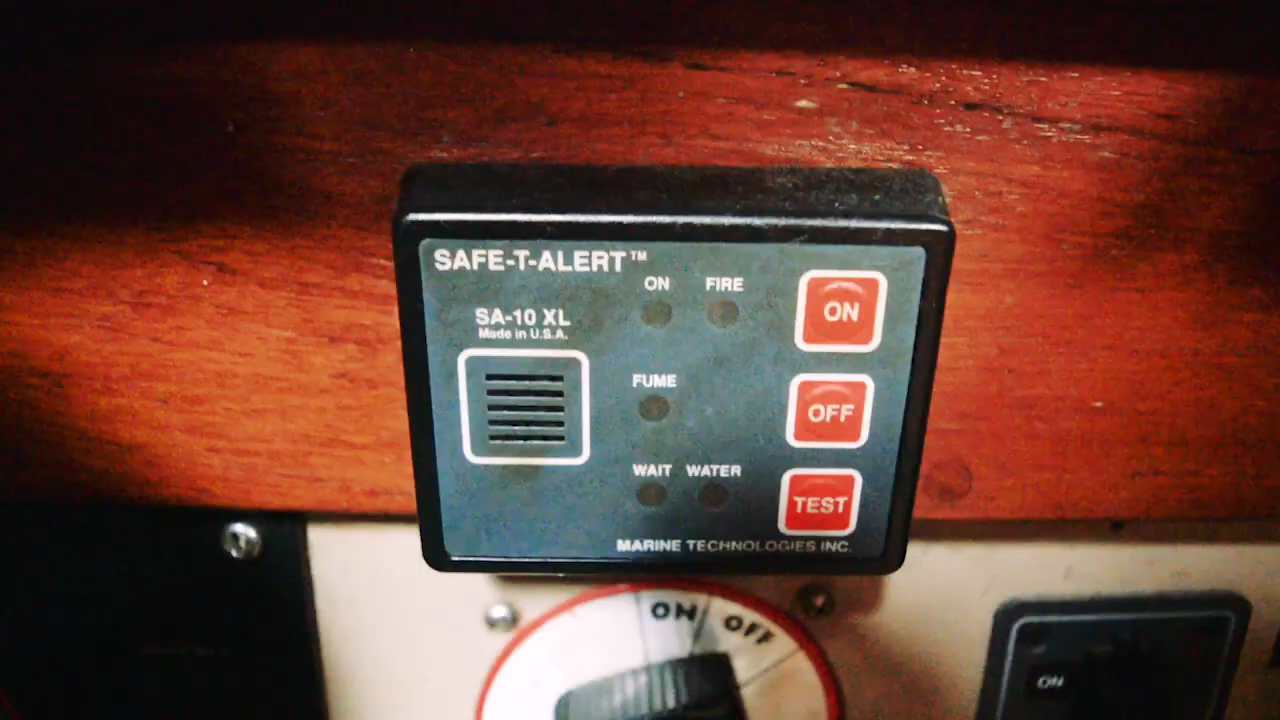 SAFE-T-ALERT™
ON FIRE
ON
SA-10 XL
Made in U.S.A.
FUME
OFF
WAIT WATER
TEST
MARINE TECHNOLOGIES INC.
ON OFF
ON